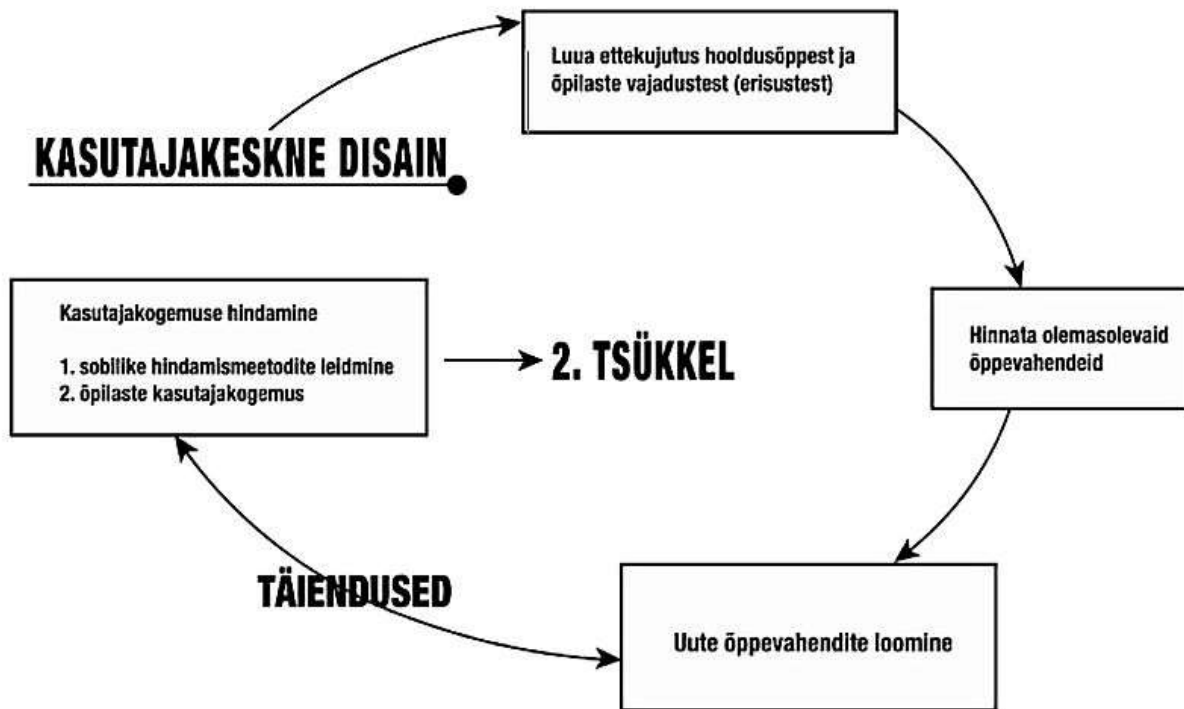 Luua ettekujutus hooldusõppest ja
õpilaste vajadustest (erisustest)
KASUTAJAKESKNE DISAIN
Hinnata olemasolevaid
õppevahendeid
Kasutajakogemuse hindamine
1. sobilike hindamismeetodite leidmine
2. õpilaste kasutajakogemus
2. TSÜKKEL
TÄIENDUSED
Uute õppevahendite loomine